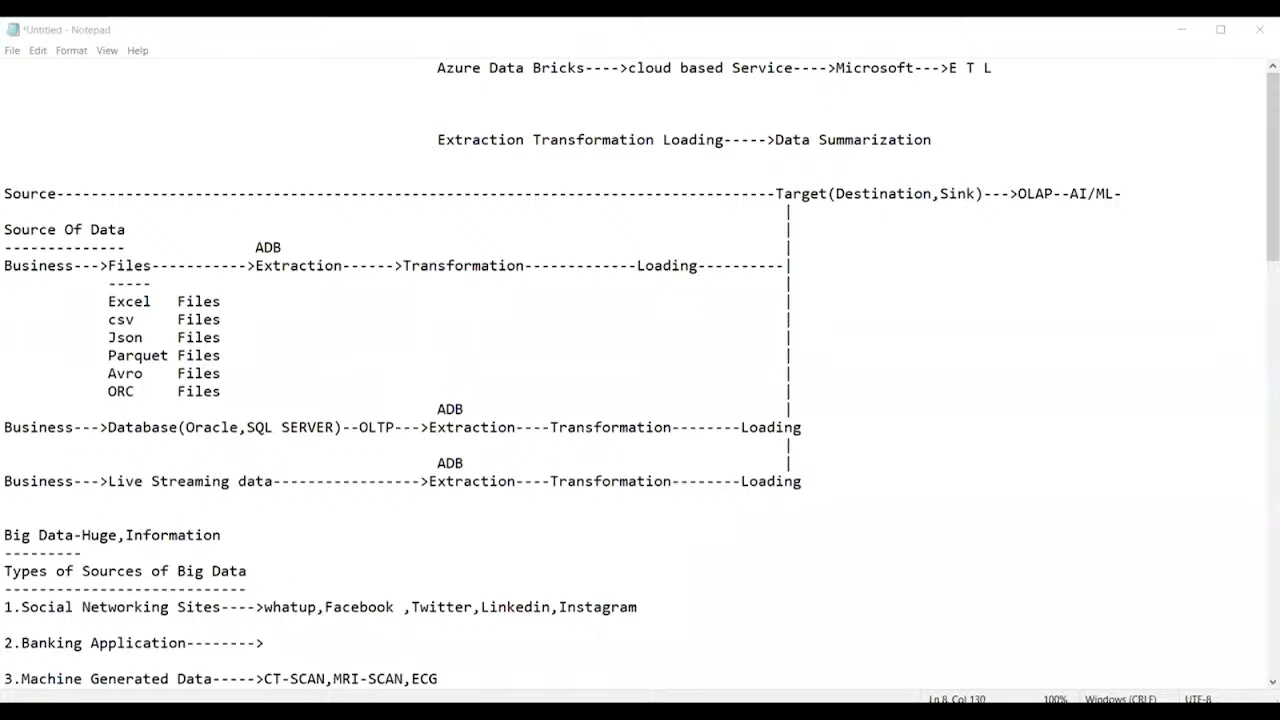 *Untitled - Notepad
File Edit Format View Help
Azure Data Bricks---->cloud based Service---->Microsoft--->E T L
Extraction Transformation Loading----->Data Summarization
Source-----------------------------------------------------------------------------------Target(Destination,Sink)--->OLAP--AI/ML-
|
Source Of Data |
-------------- ADB |
Business--->Files----------->Extraction------>Transformation-------------Loading----------|
----- |
Excel Files |
csv Files |
Json Files |
Parquet Files |
Avro Files |
ORC Files |
ADB |
Business--->Database(Oracle,SQL SERVER)--OLTP--->Extraction----Transformation--------Loading
|
ADB |
Business--->Live Streaming data----------------->Extraction----Transformation--------Loading
Big Data-Huge,Information
---------
Types of Sources of Big Data
----------------------------
1.Social Networking Sites---->whatup,Facebook ,Twitter,Linkedin,Instagram
2.Banking Application-------->
3.Machine Generated Data----->CT-SCAN,MRI-SCAN,ECG
Ln 8, Col 130 100% Windows (CRLF) UTF-8